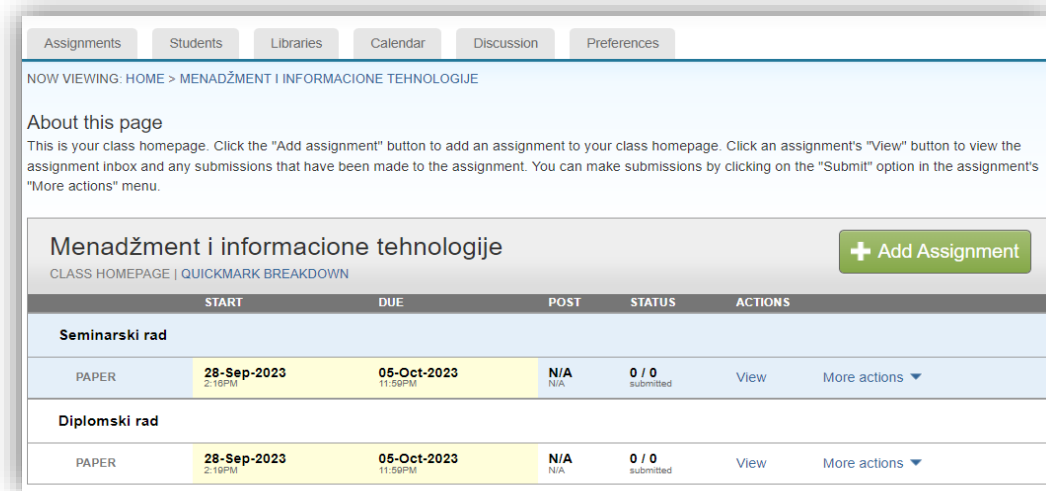 Assignments Students Libraries Calendar Discussion Preferences
NOW VIEWING: HOME > MENADŽMENT I INFORMACIONE TEHNOLOGIJE
About this page
This is your class homepage. Click the "Add assignment" button to add an assignment to your class homepage. Click an assignment's "View" button to view the
assignment inbox and any submissions that have been made to the assignment. You can make submissions by clicking on the "Submit" option in the assignment's
"More actions" menu.
Menadžment i informacione tehnologije
Add Assignment
CLASS HOMEPAGE | QUICKMARK BREAKDOWN
START DUE POST STATUS ACTIONS
Seminarski rad
PAPER 28-Sep-2023 05-Oct-2023 N/A 0 / 0 View More actions
2:16PM 11:59PM N/A submitted
Diplomski rad
PAPER 28-Sep-2023 05-Oct-2023 N/A 0 / 0 View More actions
2:19PM 11:59PM N/A submitted